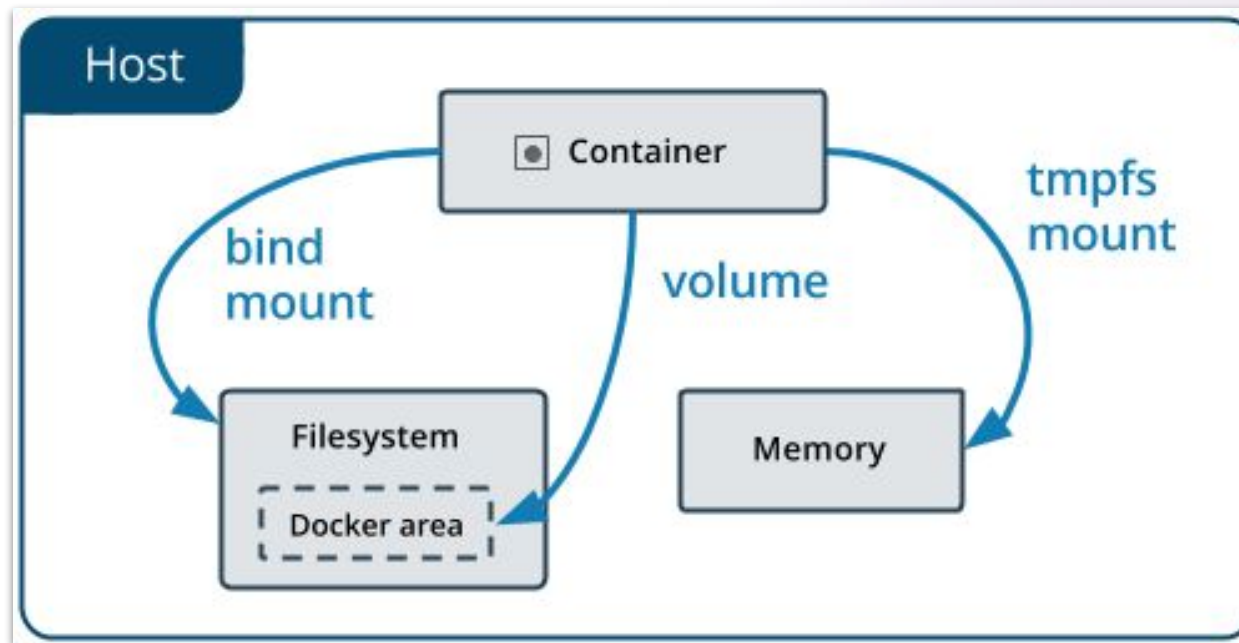 Host
Container
bind
mount
volume
tmpfs
mount
Filesystem
Docker area
Memory